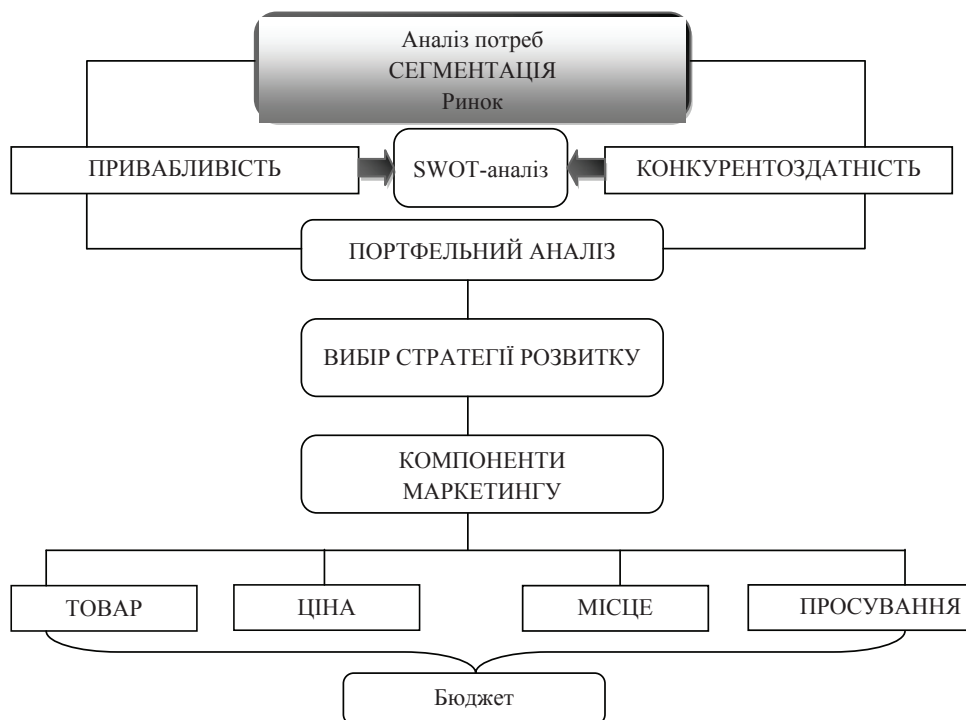 Аналіз потреб
СЕГМЕНТАЦІЯ
Ринок
ПРИВАБЛИВІСТЬ
SWOT-аналіз
КОНКУРЕНТОЗДАТНІСТЬ
ПОРТФЕЛЬНИЙ АНАЛІЗ
ВИБІР СТРАТЕГІЇ РОЗВИТКУ
КОМПОНЕНТИ
МАРКЕТИНГУ
ТОВАР
ЦІНА
МІСЦЕ
ПРОСУВАННЯ
Бюджет